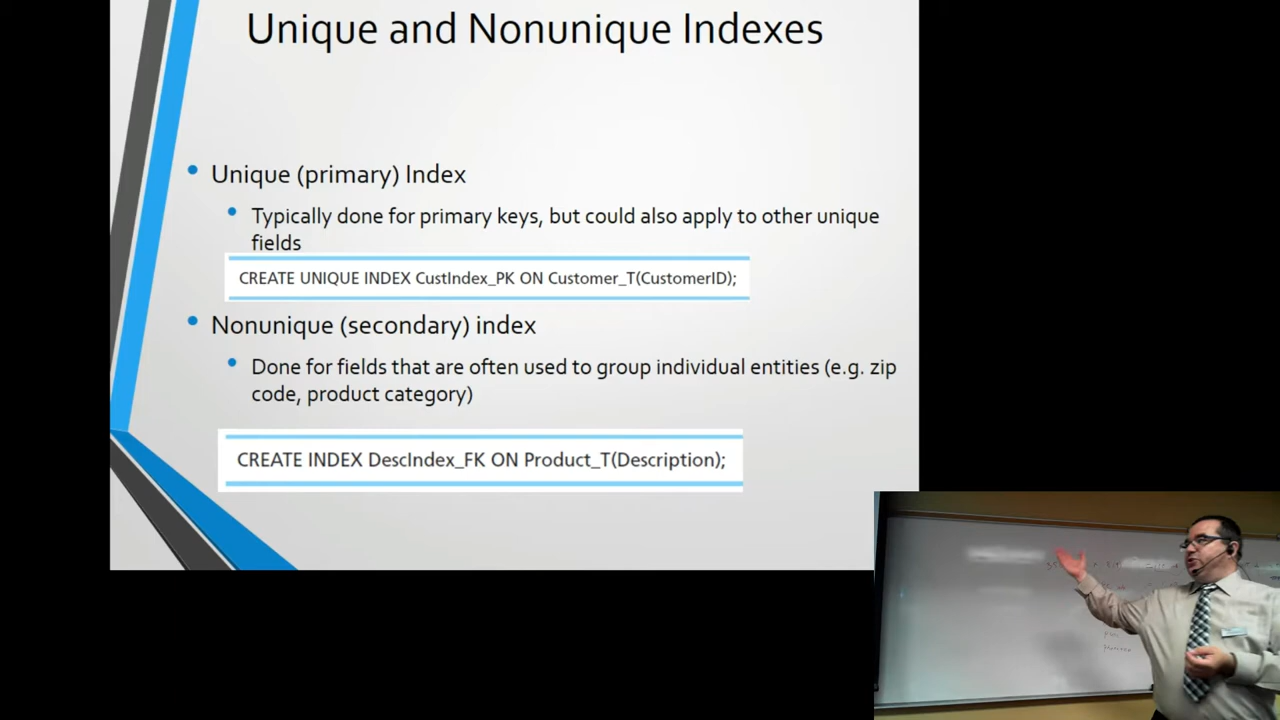 Unique and Nonunique Indexes
Unique (primary) Index
Typically done for primary keys, but could also apply to other unique
fields
CREATE UNIQUE INDEX CustIndex_PK ON Customer_T(CustomerID);
Nonunique (secondary) index
Done for fields that are often used to group individual entities (e.g. zip
code, product category)
CREATE INDEX DescIndex_FK ON Product_T(Description);